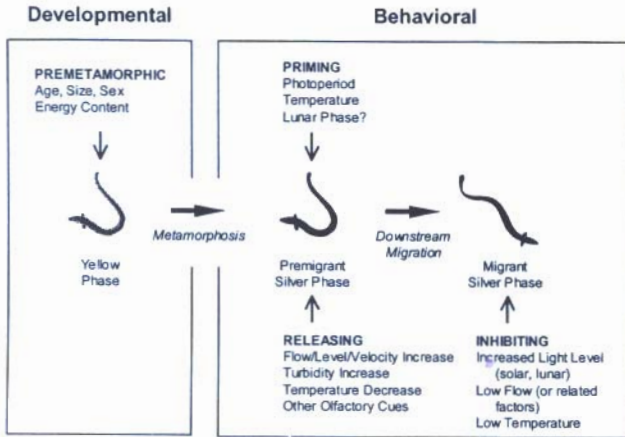 Developmental
Behavioral
PREMETAMORPHIC
Age, Size, Sex
Energy Content
Yellow
Phase
Metamorphosis
PRIMING
Photoperiod
Temperature
Lunar Phase?
Premigrant
Silver Phase
RELEASING
Flow/Level/Velocity Increase
Turbidity Increase
Temperature Decrease
Other Olfactory Cues
Downstream
Migration
Migrant
Silver Phase
INHIBITING
Increased Light Level
(solar, lunar)
Low Flow (or related
factors)
Low Temperature